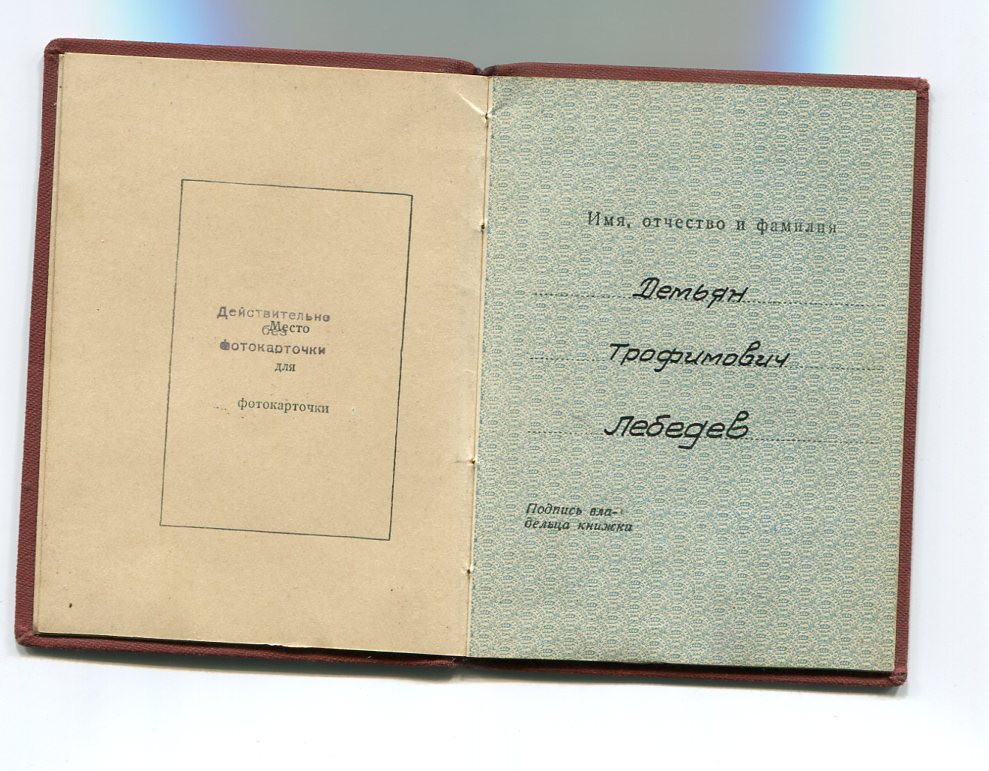 Действительно
без
фотокарточки
Место
для
фотокарточки
Имя, отчество и фамилия
Демьян
Трофимович
Лебедев
Подпись вла-
дельца книжки